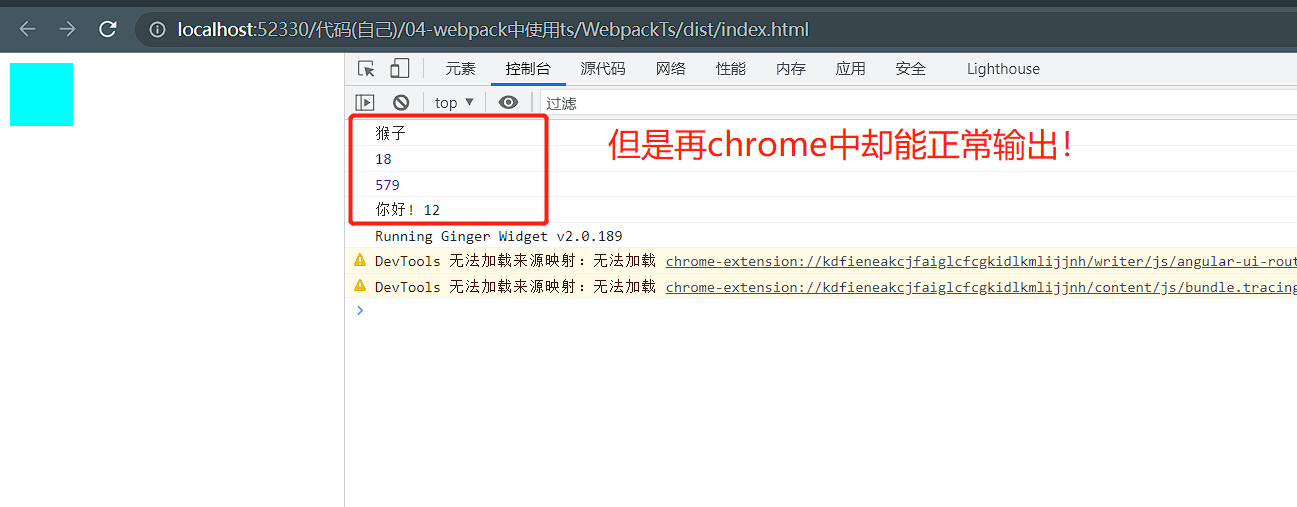 localhost:52330/代码(自己)/04-webpack中使用ts/WebpackTs/dist/index.html
元素 控制台 源代码 网络 性能 内存 应用 安全 Lighthouse
top ▼ 过滤
猴子
但是再chrome中却能正常输出！
18
579
你好! 12
Running Ginger Widget v2.0.189
DevTools 无法加载来源映射: 无法加载 chrome-extension://kdfieneakcjfaiglcfcgkidlkmlijjnh/writer/js/angular-ui-rout
DevTools 无法加载来源映射: 无法加载 chrome-extension://kdfieneakcjfaiglcfcgkidlkmlijjnh/content/js/bundle.tracing